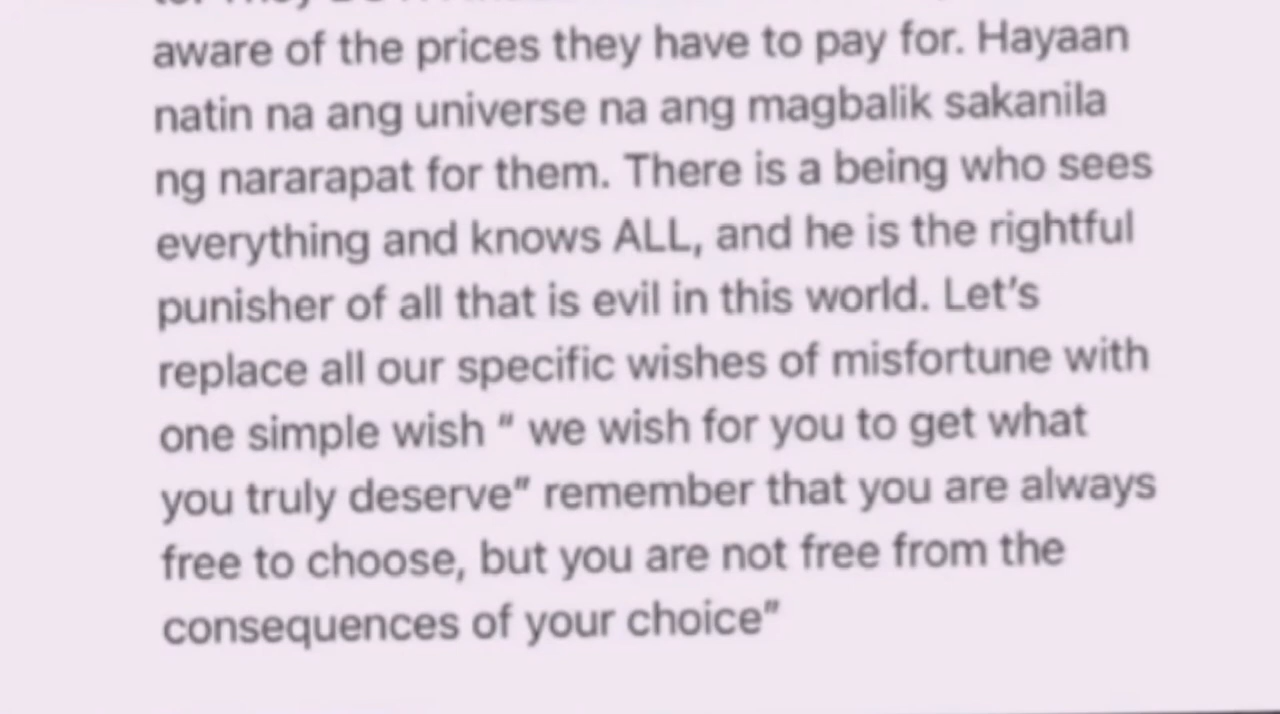 aware of the prices they have to pay for. Hayaan
natin na ang universe na ang magbalik sakanila
ng nararapat for them. There is a being who sees
everything and knows ALL, and he is the rightful
punisher of all that is evil in this world. Let's
replace all our specific wishes of misfortune with
one simple wish " we wish for you to get what
you truly deserve" remember that you are always
free to choose, but you are not free from the
consequences of your choice"